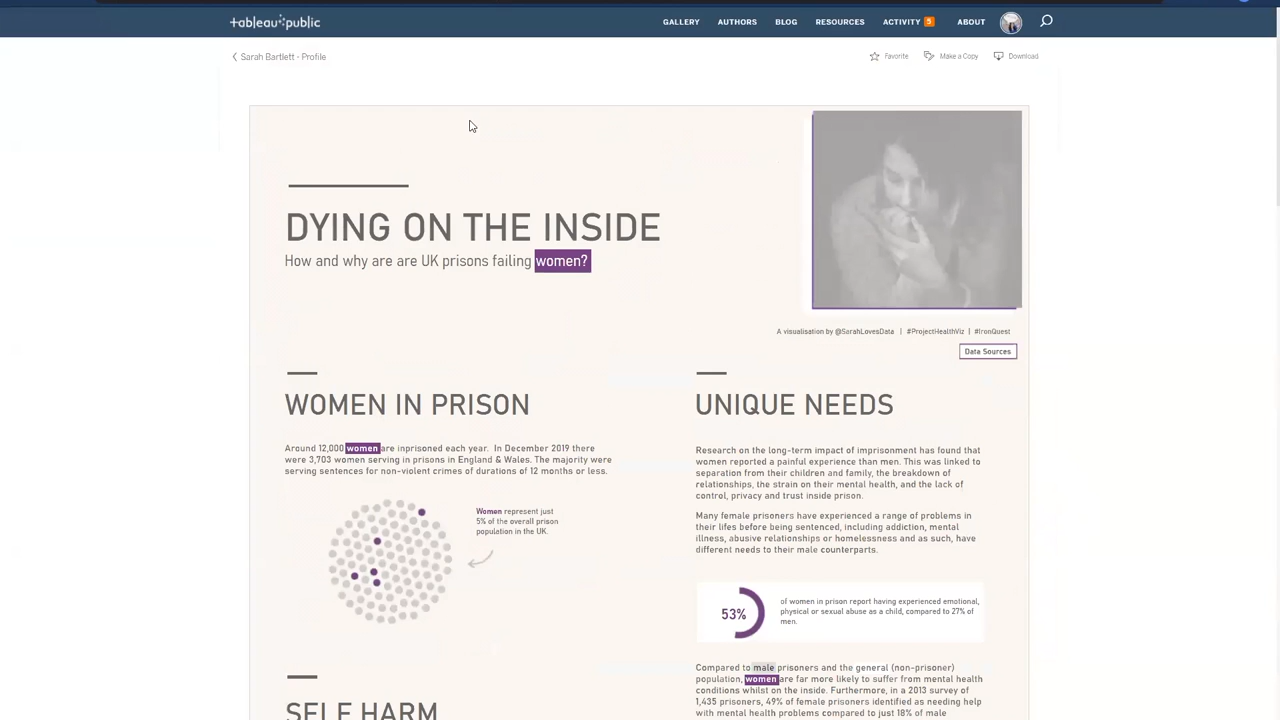 +ableau+public
GALLERY
AUTHORS
BLOG
RESOURCES
ACTIVITY 5
ABOUT
Sarah Bartlett - Profile
Favorite
Make a Copy
Download
DYING ON THE INSIDE
How and why are are UK prisons failing women?
A visualisation by @SarahLovesData | #ProjectHealthViz | #IronQuest
Data Sources
WOMEN IN PRISON
Around 12,000 women are inprisoned each year. In December 2019 there
were 3,703 women serving in prisons in England & Wales. The majority were
serving sentences for non-violent crimes of durations of 12 months or less.
Women represent just
5% of the overall prison
population in the UK.
SELF HARM
UNIQUE NEEDS
Research on the long-term impact of imprisonment has found that
women reported a painful experience than men. This was linked to
separation from their children and family, the breakdown of
relationships, the strain on their mental health, and the lack of
control, privacy and trust inside prison.
Many female prisoners have experienced a range of problems in
their lifes before being sentenced, including addiction, mental
illness, abusive relationships or homelessness and as such, have
different needs to their male counterparts.
53%
of women in prison report having experienced emotional,
physical or sexual abuse as a child, compared to 27% of
men.
Compared to male prisoners and the general (non-prisoner)
population, women are far more likely to suffer from mental health
conditions whilst on the inside. Furthermore, in a 2013 survey of
1,435 prisoners, 49% of female prisoners identified as needing help
with mental health problems compared to just 18% of male